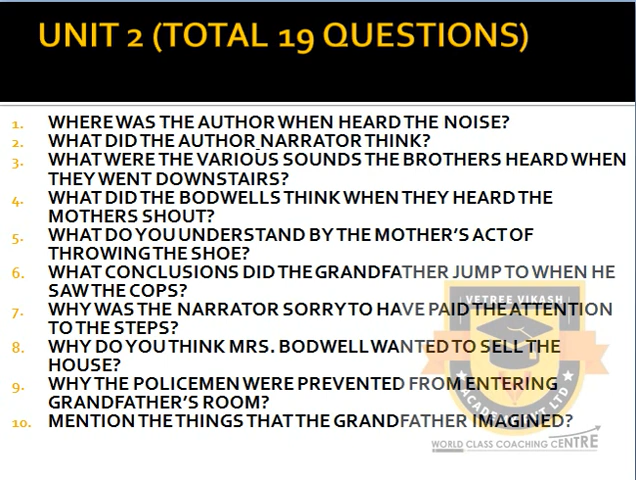 UNIT 2 (TOTAL 19 QUESTIONS)
1. WHERE WAS THE AUTHOR WHEN HEARD THE NOISE?
2. WHAT DID THE AUTHOR NARRATOR THINK?
3. WHAT WERE THE VARIOUS SOUNDS THE BROTHERS HEARD WHEN
THEY WENT DOWNSTAIRS?
4. WHAT DID THE BODWELLS THINK WHEN THEY HEARD THE
MOTHERS SHOUT?
5. WHAT DO YOU UNDERSTAND BY THE MOTHER'S ACT OF
THROWING THE SHOE?
6. WHAT CONCLUSIONS DID THE GRANDFATHER JUMP TO WHEN HE
SAW THE COPS?
7. WHY WAS THE NARRATOR SORRY TO HAVE PAID THE ATTENTION
TO THE STEPS?
8. WHY DO YOU THINK MRS. BODWELL WANTED TO SELL THE
HOUSE?
9. WHY THE POLICEMEN WERE PREVENTED FROM ENTERING
GRANDFATHER'S ROOM?
10. MENTION THE THINGS THAT THE GRANDFATHER IMAGINED?
VETREE VIKASH
ACADEMY PVT LTD
WORLD CLASS COACHING CENTRE